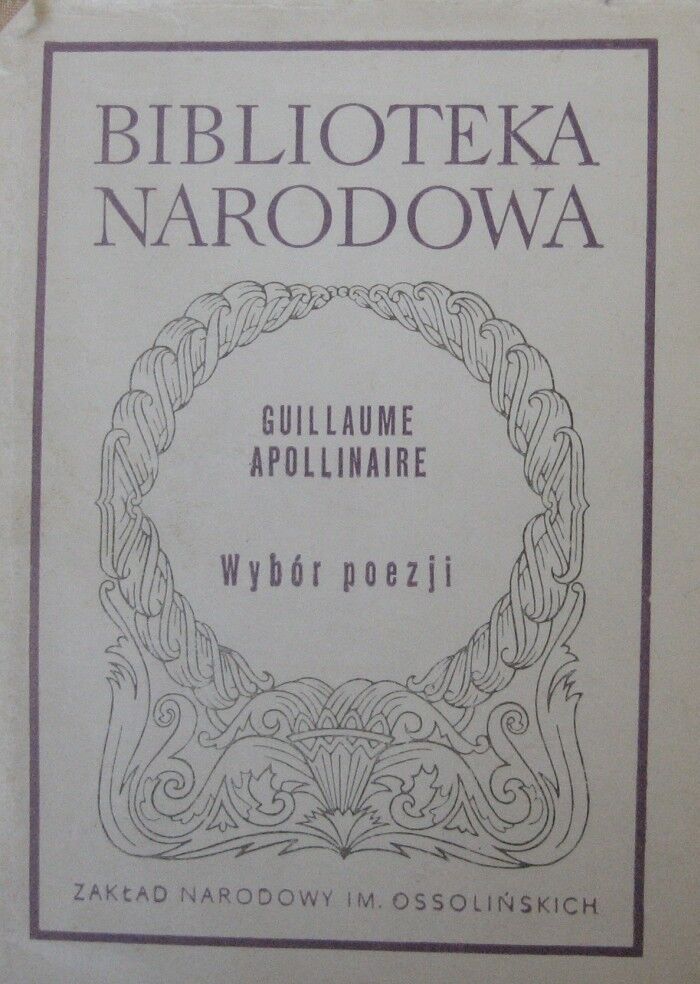 BIBLIOTEKA
NARODOWA
GUILLAUME
APOLLINAIRE
Wybór poezji
ZAKŁAD NARODOWY IM. OSSOLIŃSKICH